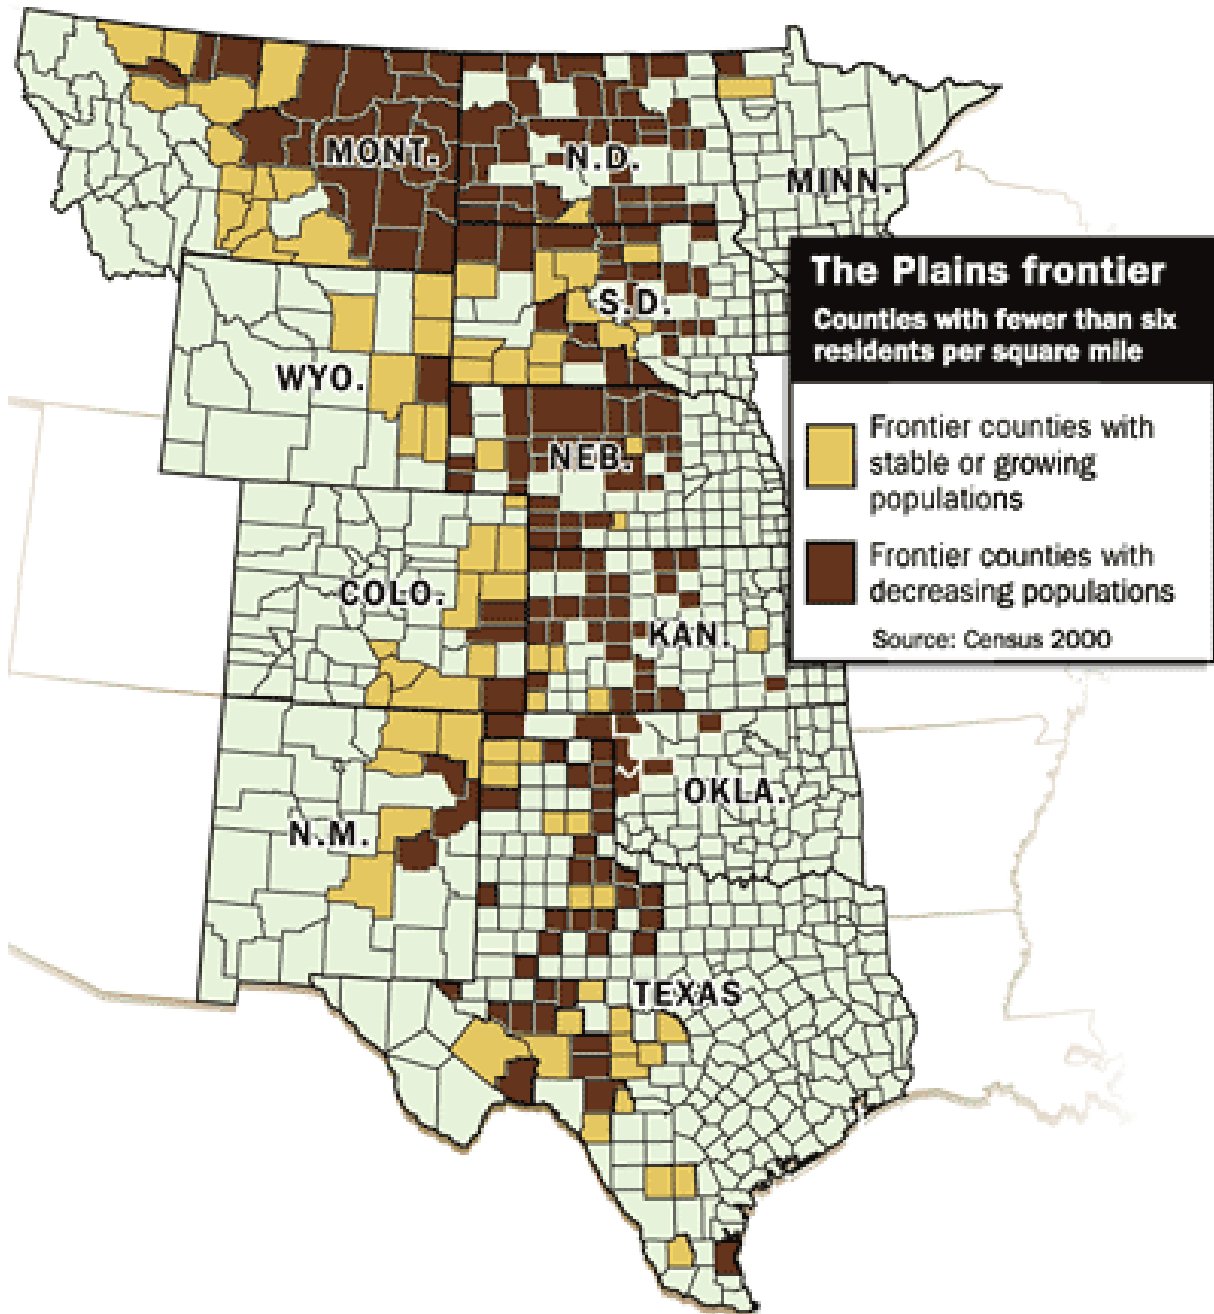 MONT.
N.D.
MINN.
The Plains frontier
Counties with fewer than six
residents per square mile
S.D.
WYO.
Frontier counties with
stable or growing
populations
NEB.
Frontier counties with
decreasing populations
COLO.
KAN.
Source: Census 2000
OKLA.
N.M.
TEXAS